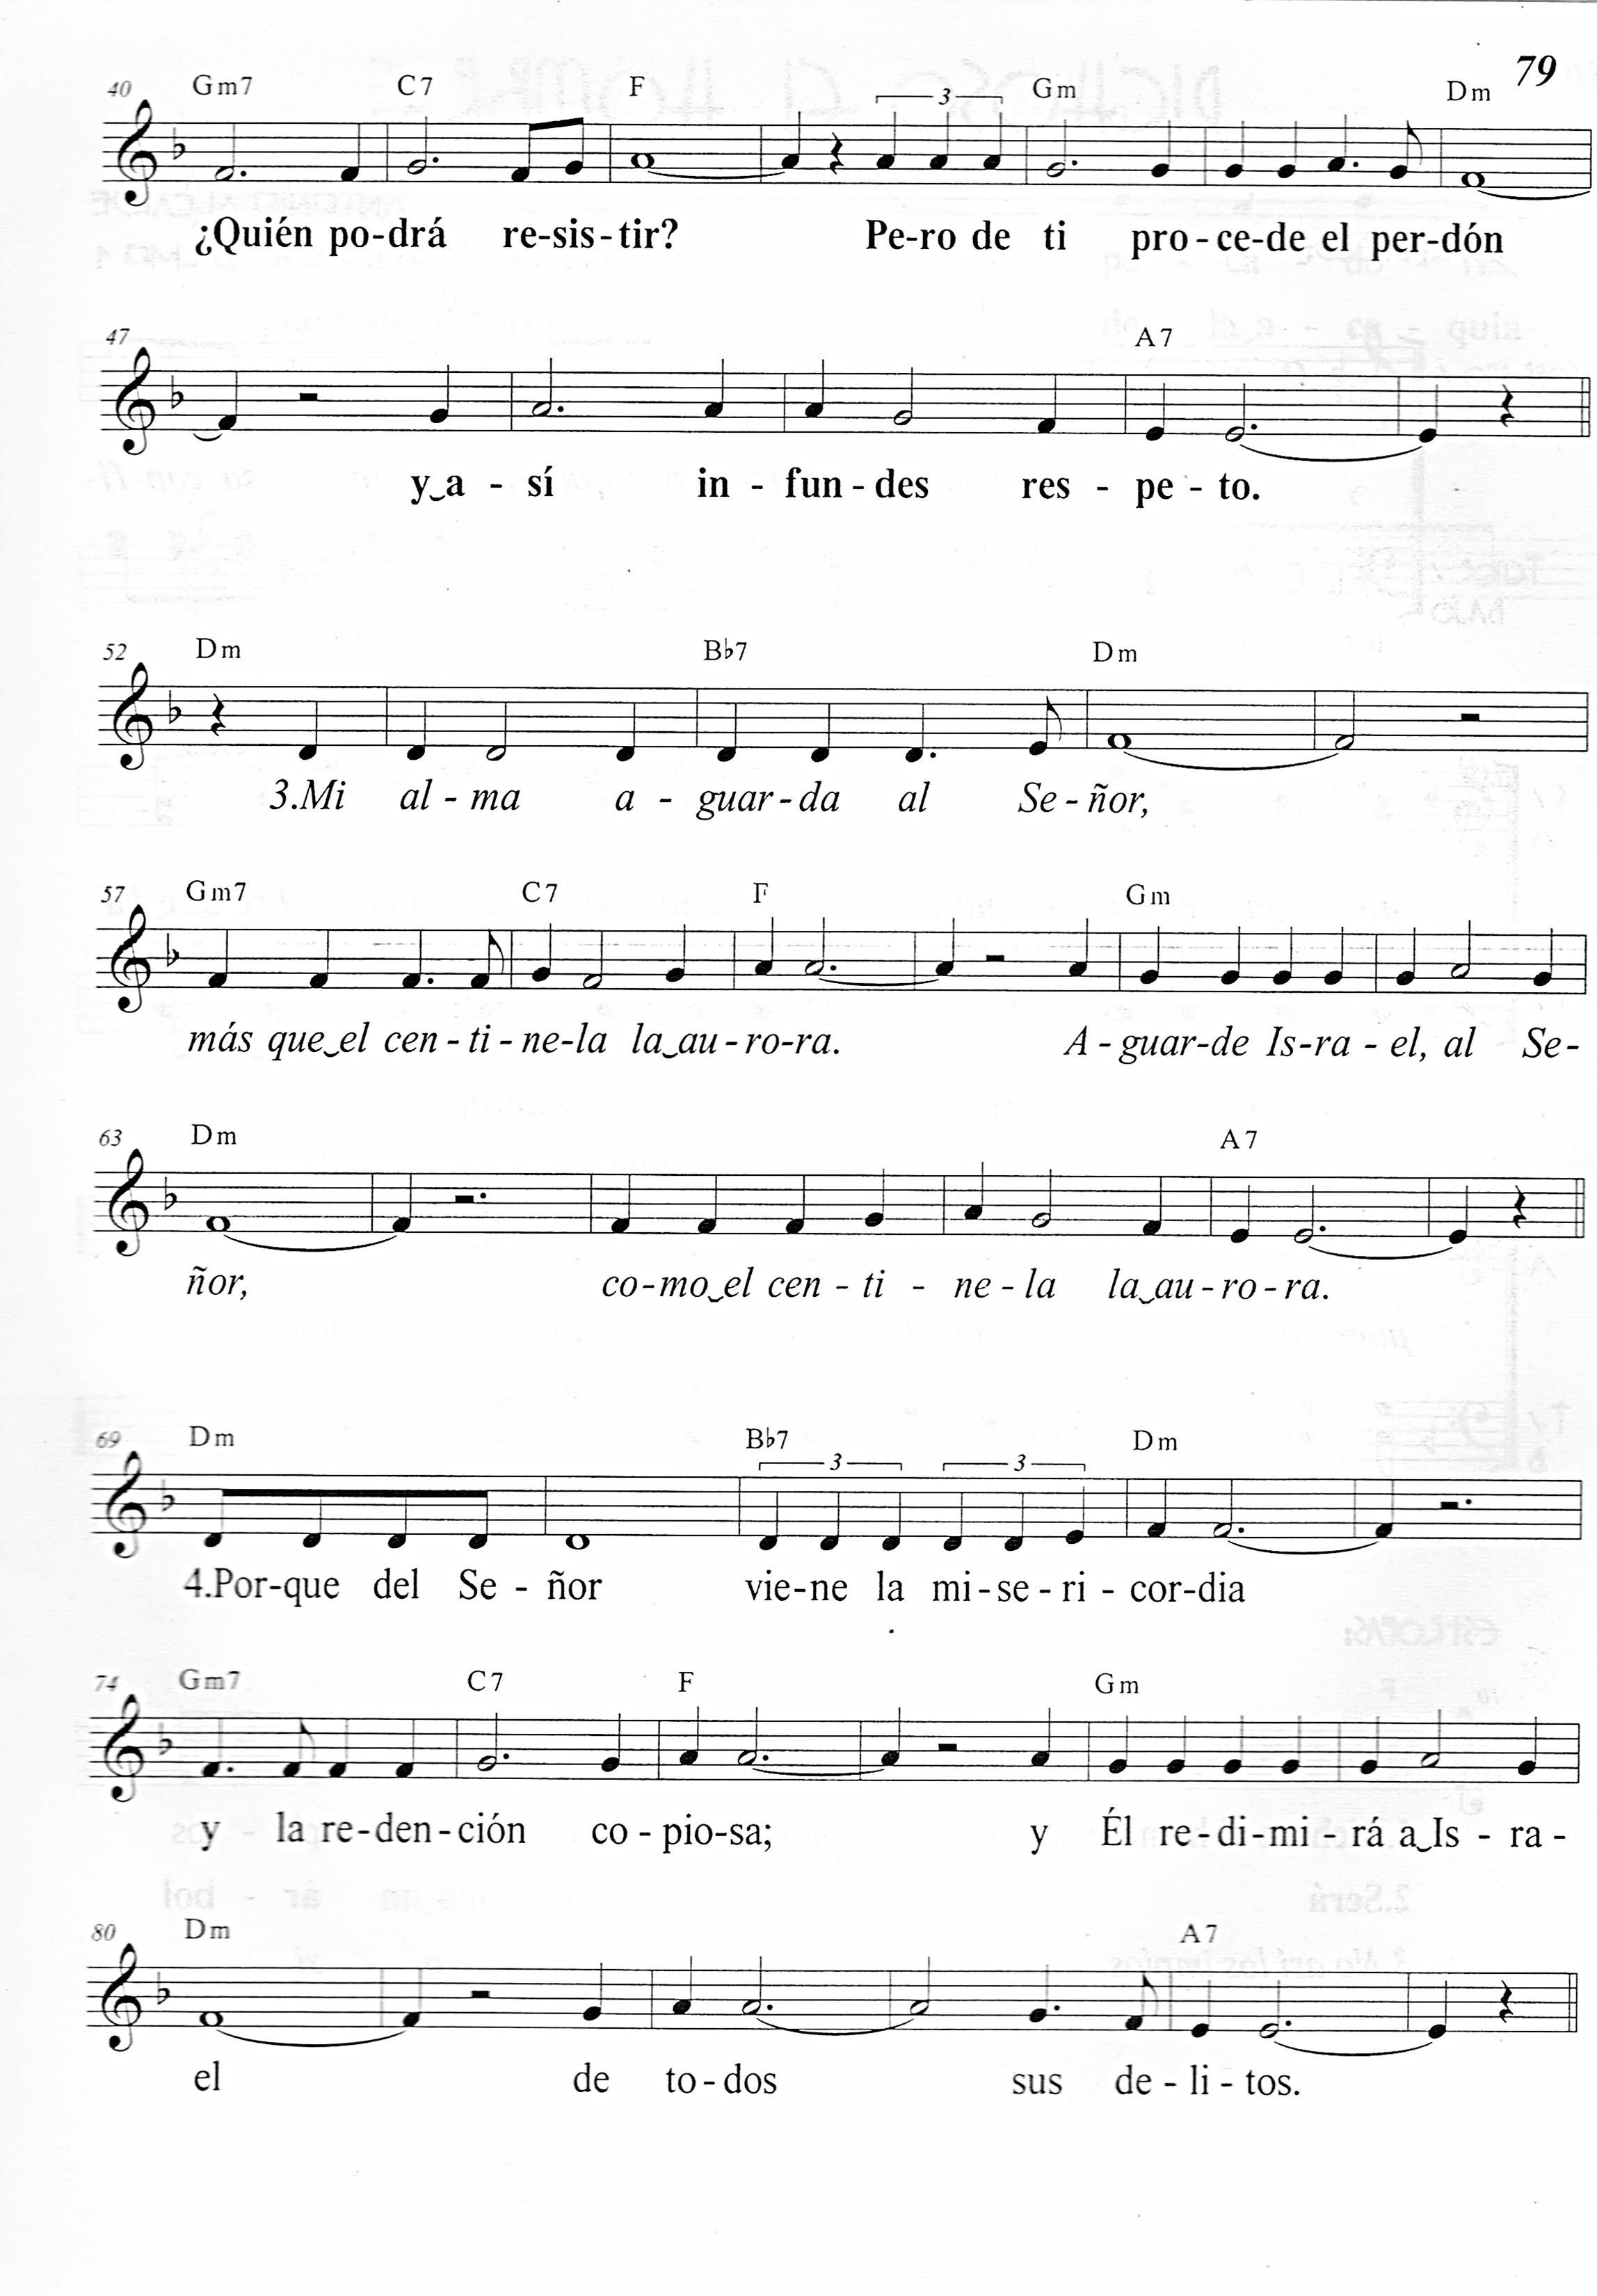 79
40 Gm7 C7 F 3 Gm Dm
¿Quién po-drá re-sis-tir? Pe-ro de ti pro-ce-de el per-dón
47 A7
y‿a - sí in - fun - des res - pe - to.
52 Dm Bb7 Dm
3.Mi al - ma a - guar - da al Se - ñor,
57 Gm7 C7 F Gm
más que‿el cen - ti - ne-la la‿au - ro-ra. A - guar-de Is-ra - el, al Se-
63 Dm A7
ñor, co-mo‿el cen - ti - ne - la la‿au - ro - ra.
69 Dm Bb7 3 3 Dm
4.Por-que del Se - ñor vie-ne la mi-se-ri - cor-dia
74 Gm7 C7 F Gm
y la re-den-ción co - pio-sa; y Él re-di-mi-rá a‿Is - ra -
80 Dm A7
el de to-dos sus de - li - tos.